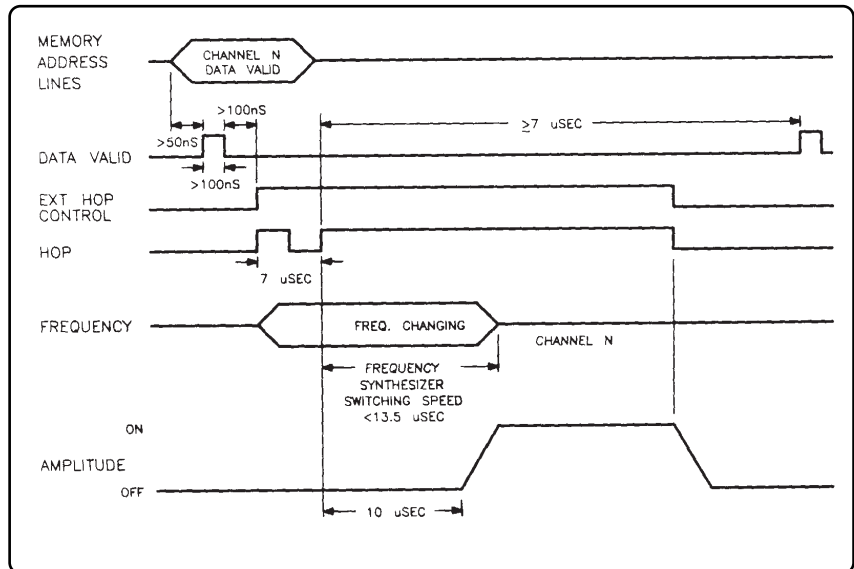 MEMORY
ADDRESS
LINES
CHANNEL N
DATA VALID
>100nS
>50nS
≥7 uSEC
DATA VALID
>100nS
EXT HOP
CONTROL
HOP
7 uSEC
FREQUENCY
FREQ. CHANGING
CHANNEL N
FREQUENCY
SYNTHESIZER
SWITCHING SPEED
<13.5 uSEC
ON
AMPLITUDE
OFF
10 uSEC